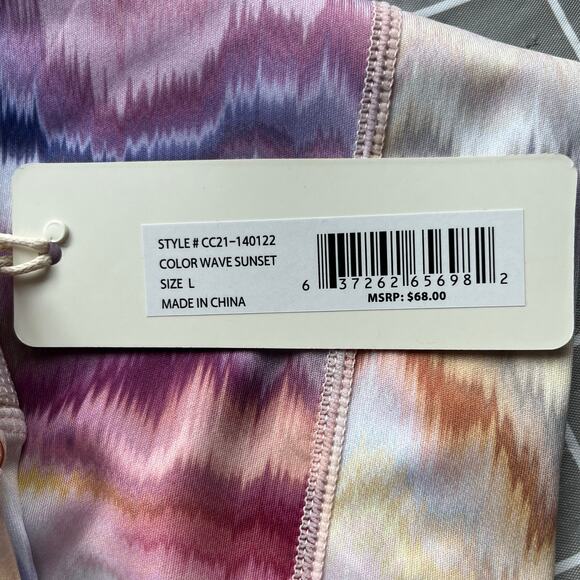 STYLE # CC21-140122
COLOR WAVE SUNSET
SIZE L
MADE IN CHINA
6 37262 65698 2
MSRP: $68.00